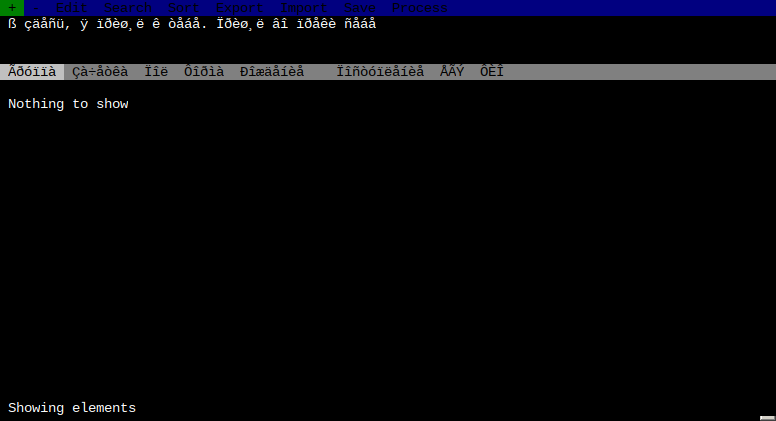 + - Edit Search Sort Export Import Save Process
ß çäåñü, ÿ ïðèø¸ë ê òåáå. Ïðèø¸ë âî ïðåêè ñåáå
Ãðóïïà Çà÷åòêà Ïîë Ôîðìà Ðîæäåíèå Ïîñòóïëåíèå ÅÃÝ ÔÈÎ
Nothing to show
Showing elements